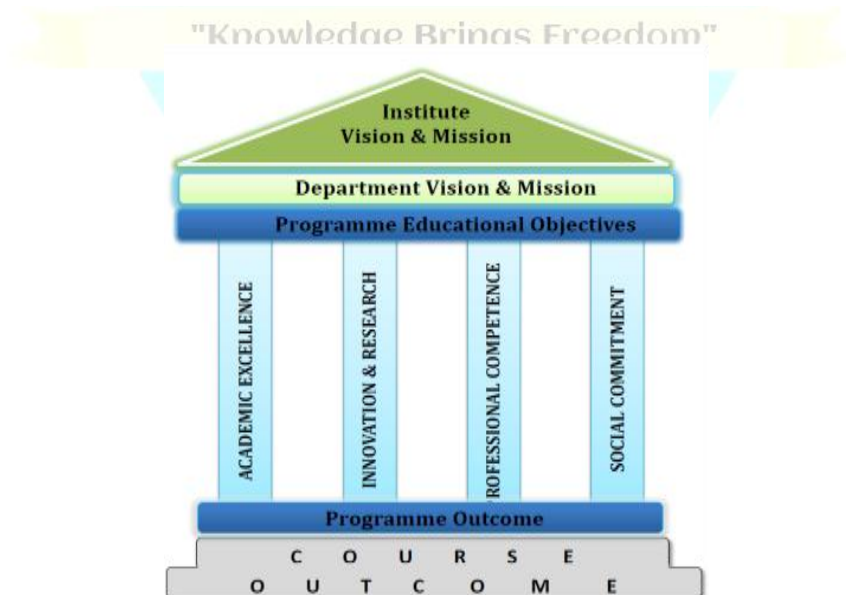 "Knowledge Brings Freedom"
Institute
Vision & Mission
Department Vision & Mission
Programme Educational Objectives
ACADEMIC EXCELLENCE
INNOVATION & RESEARCH
PROFESSIONAL COMPETENCE
SOCIAL COMMITMENT
Programme Outcome
C O U R S E
O U T C O M E